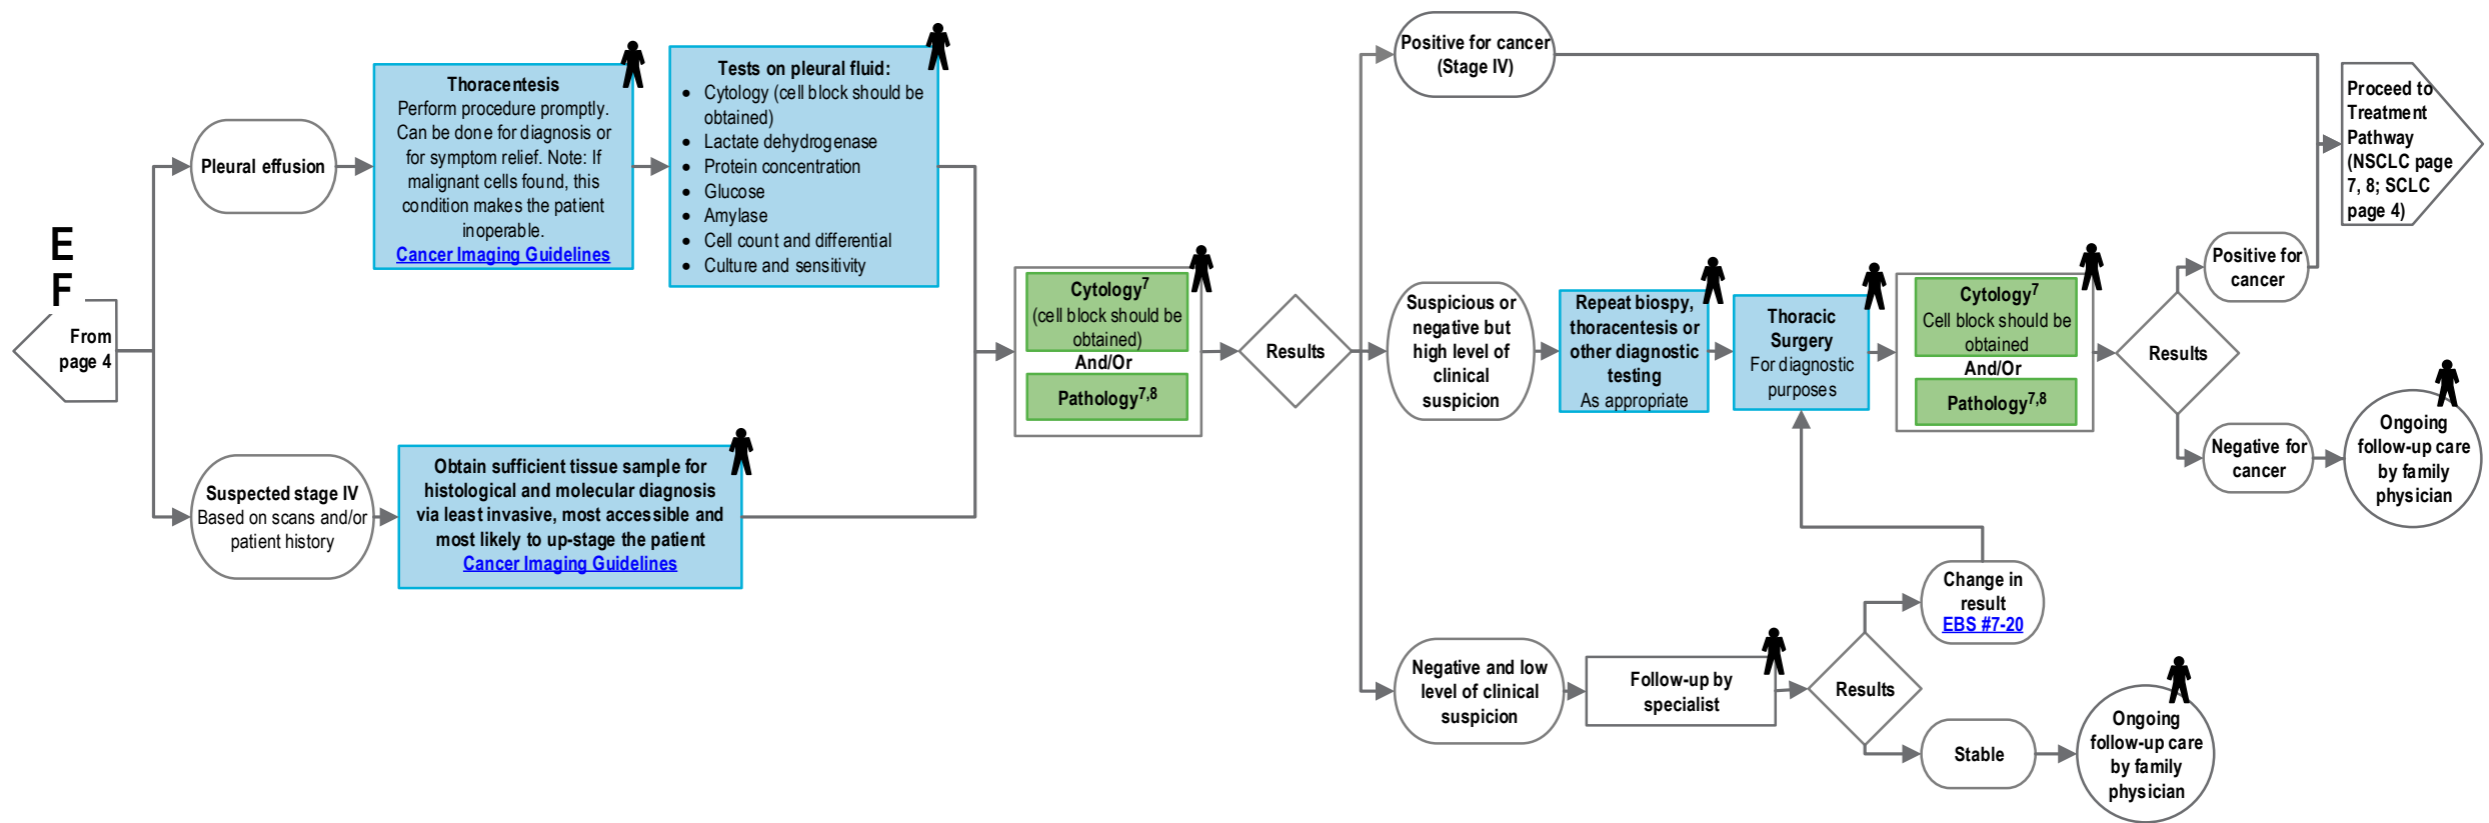 E
F
From
page 4
Pleural effusion
Thoracentesis
Perform procedure promptly.
Can be done for diagnosis or
for symptom relief. Note: If
malignant cells found, this
condition makes the patient
inoperable.
Cancer Imaging Guidelines
Tests on pleural fluid:
• Cytology (cell block should be
obtained)
• Lactate dehydrogenase
• Protein concentration
• Glucose
• Amylase
• Cell count and differential
• Culture and sensitivity
Suspected stage IV
Based on scans and/or
patient history
Obtain sufficient tissue sample for
histological and molecular diagnosis
via least invasive, most accessible and
most likely to up-stage the patient
Cancer Imaging Guidelines
Cytology7
(cell block should be
obtained)
And/Or
Pathology7,8
Results
Positive for cancer
(Stage IV)
Suspicious or
negative but
high level of
clinical
suspicion
Repeat biospy,
thoracentesis or
other diagnostic
testing
As appropriate
Thoracic
Surgery
For diagnostic
purposes
Cytology7
Cell block should be
obtained
And/Or
Pathology7,8
Results
Positive for
cancer
Proceed to
Treatment
Pathway
(NSCLC page
7, 8; SCLC
page 4)
Negative for
cancer
Ongoing
follow-up care
by family
physician
Negative and low
level of clinical
suspicion
Follow-up by
specialist
Results
Change in
result
EBS #7-20
Stable
Ongoing
follow-up care
by family
physician